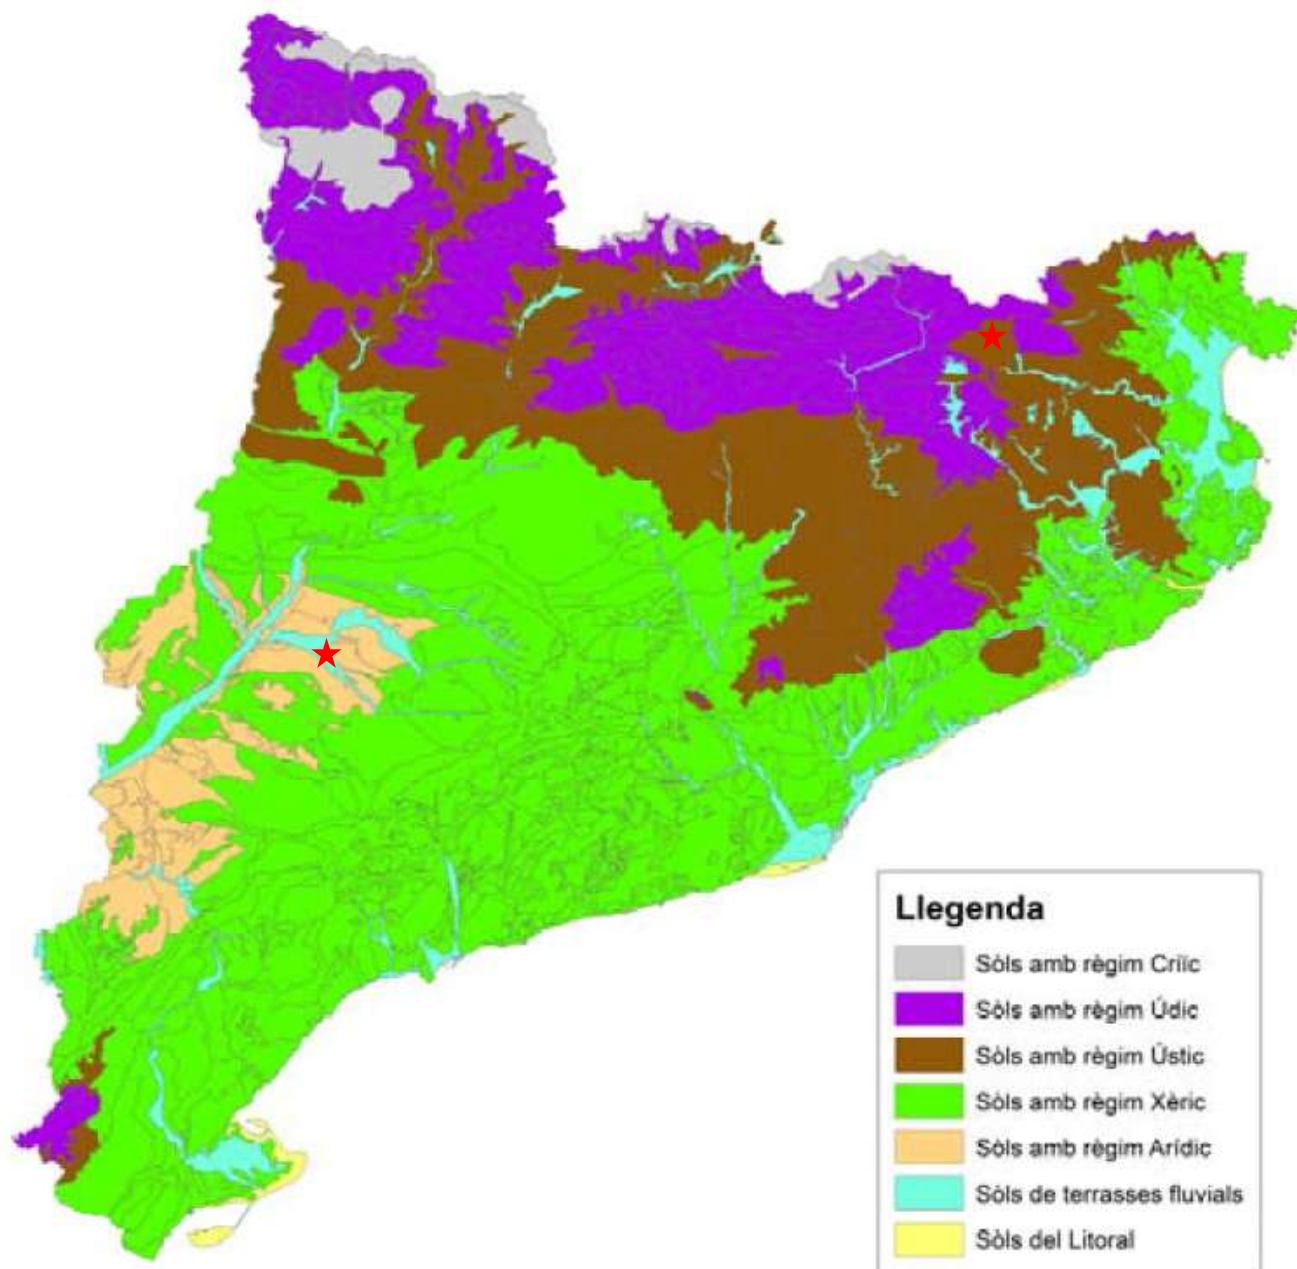 Llegenda
Sòls amb règim Criïc
Sòls amb règim Údic
Sòls amb règim Ústic
Sòls amb règim Xèric
Sòls amb règim Arídic
Sòls de terrasses fluvials
Sòls del Litoral